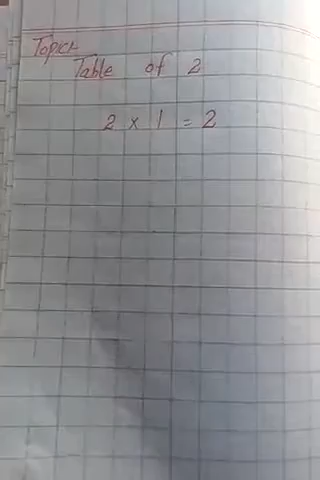 Topic:
Table of 2
2 × 1 = 2